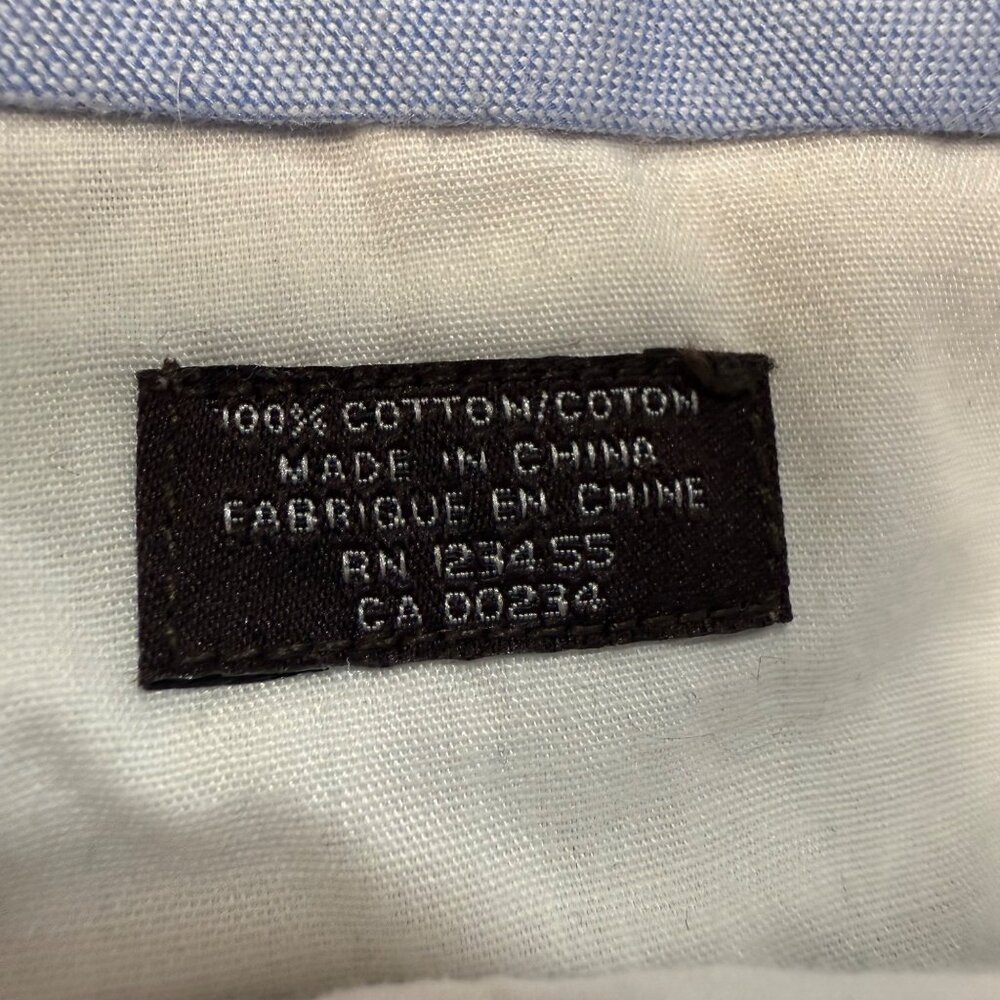 100% COTTON/COTON
MADE IN CHINA
FABRIQUE EN CHINE
RN 123455
CA 00234